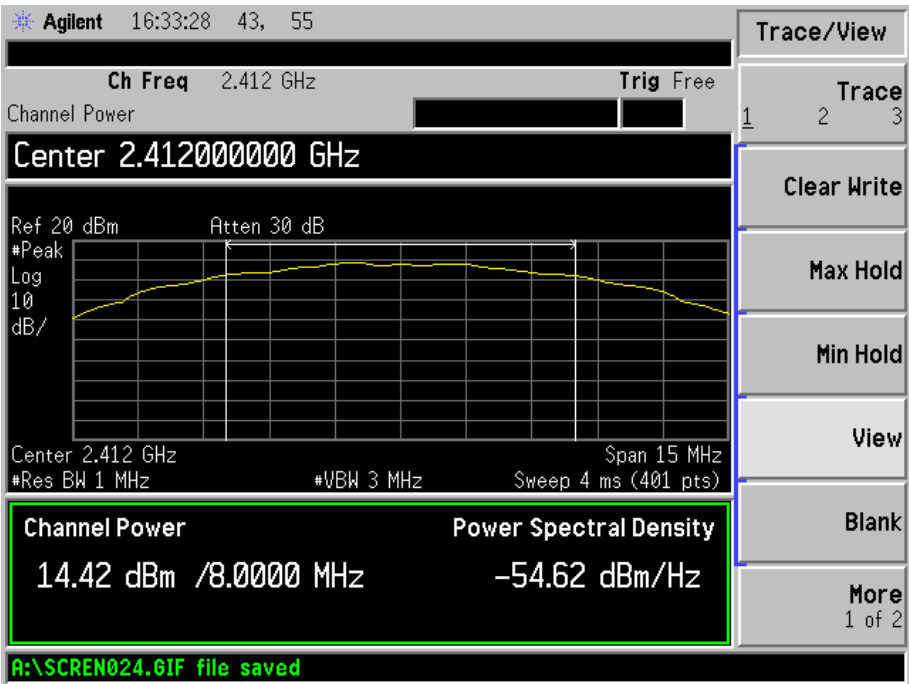 Agilent 16:33:28 43, 55
Ch Freq 2.412 GHz Trig Free
Channel Power
Center 2.412000000 GHz
Ref 20 dBm Atten 30 dB
#Peak
Log
10
dB/
Center 2.412 GHz Span 15 MHz
#Res BW 1 MHz #VBW 3 MHz Sweep 4 ms (401 pts)
Channel Power Power Spectral Density
14.42 dBm /8.0000 MHz -54.62 dBm/Hz
A:\SCREN024.GIF file saved
Trace/View
Trace
1 2 3
Clear Write
Max Hold
Min Hold
View
Blank
More
1 of 2